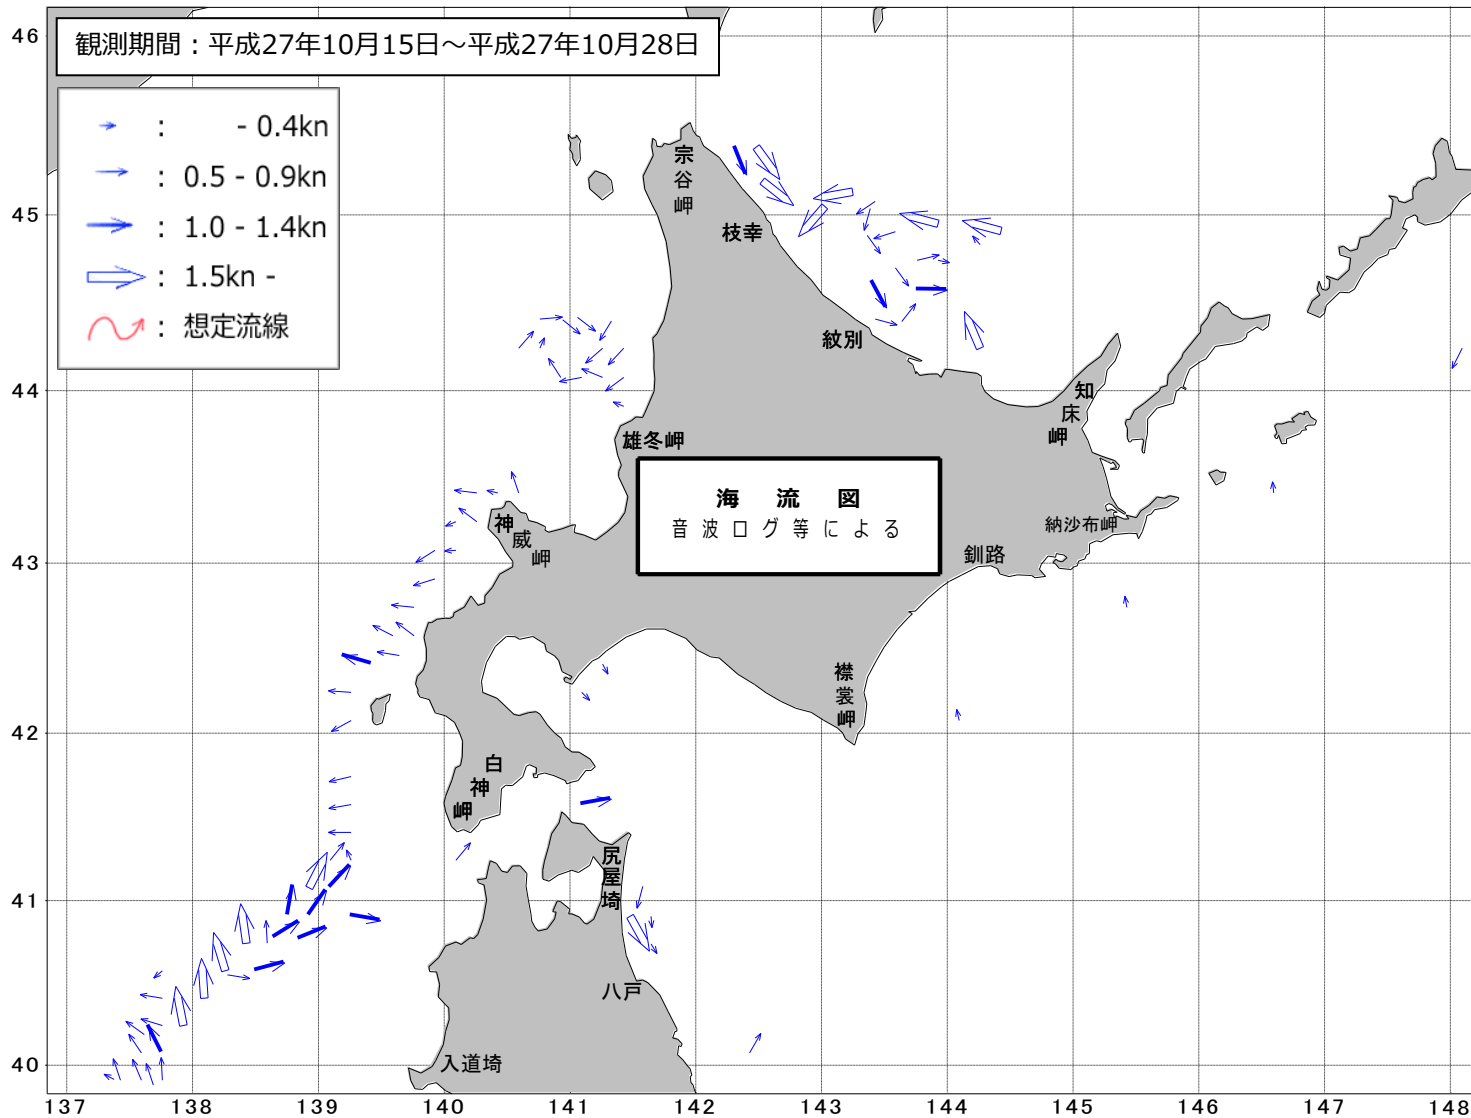 観測期間：平成27年10月15日～平成27年10月28日
： - 0.4kn
： 0.5 - 0.9kn
： 1.0 - 1.4kn
： 1.5kn -
： 想定流線
宗谷岬
枝幸
紋別
知床岬
雄冬岬
海 流 図
音 波 ロ グ 等 に よ る
神威岬
納沙布岬
釧路
襟裳岬
白神岬
尻屋埼
八戸
入道埼
46
45
44
43
42
41
40
137 138 139 140 141 142 143 144 145 146 147 148